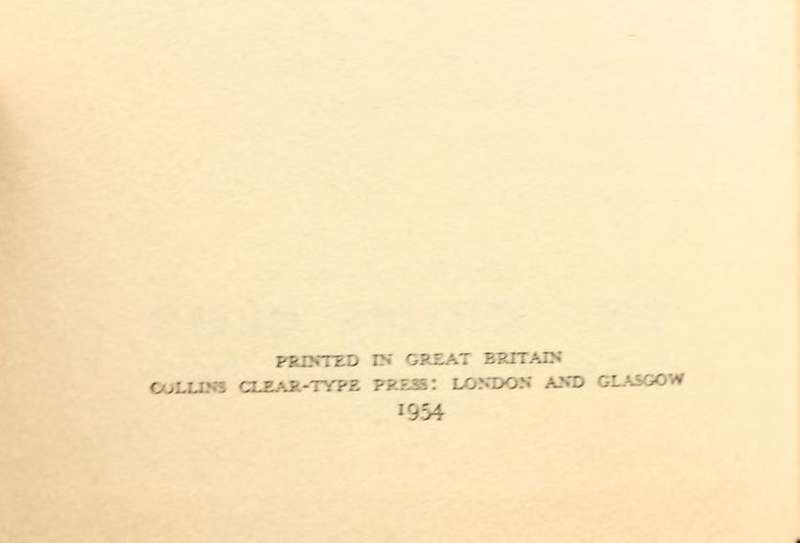 PRINTED IN GREAT BRITAIN
COLLINS CLEAR-TYPE PRESS: LONDON AND GLASGOW
1954